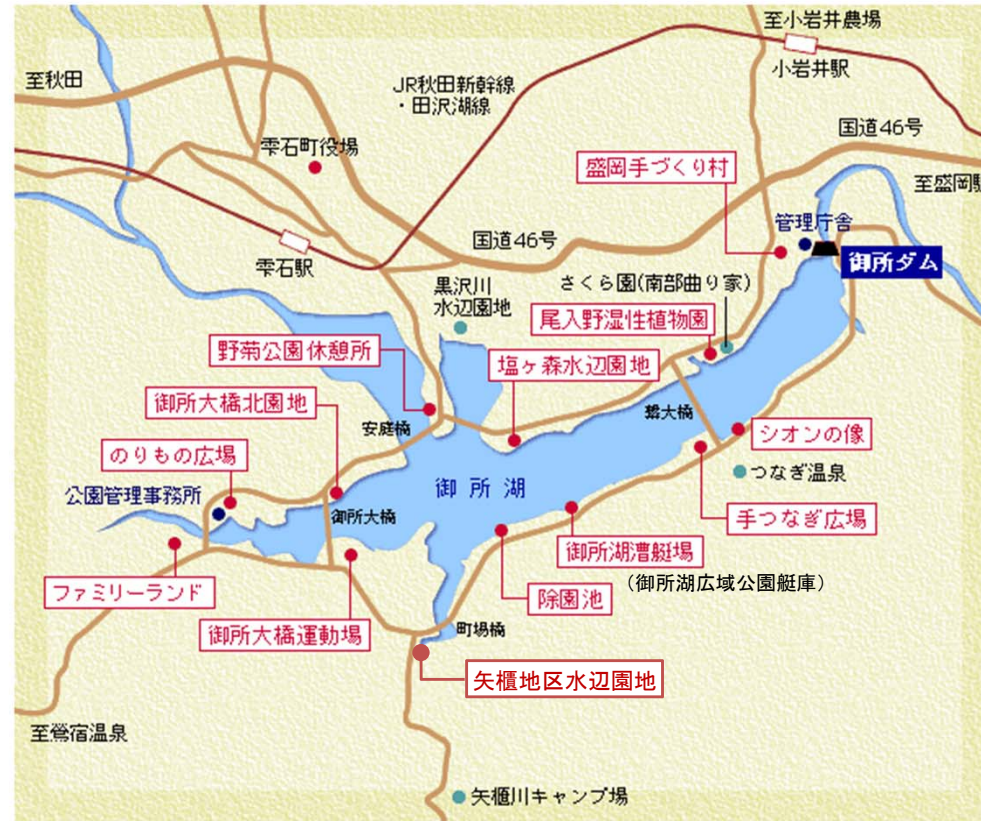 至小岩井農場
小岩井駅
至秋田
JR秋田新幹線
・田沢湖線
国道46号
雫石町役場
盛岡手づくり村
至盛岡駅
管理庁舎
国道46号
御所ダム
雫石駅
黒沢川
水辺園地
さくら園(南部曲り家)
尾入野湿性植物園
野菊公園休憩所
塩ヶ森水辺園地
御所大橋北園地
安庭橋
繋大橋
シオンの像
のりもの広場
つなぎ温泉
公園管理事務所
御所湖
御所大橋
手つなぎ広場
御所湖漕艇場
(御所湖広域公園艇庫)
ファミリーランド
除園池
御所大橋運動場
町場橋
矢櫃地区水辺園地
至鶯宿温泉
矢櫃川キャンプ場